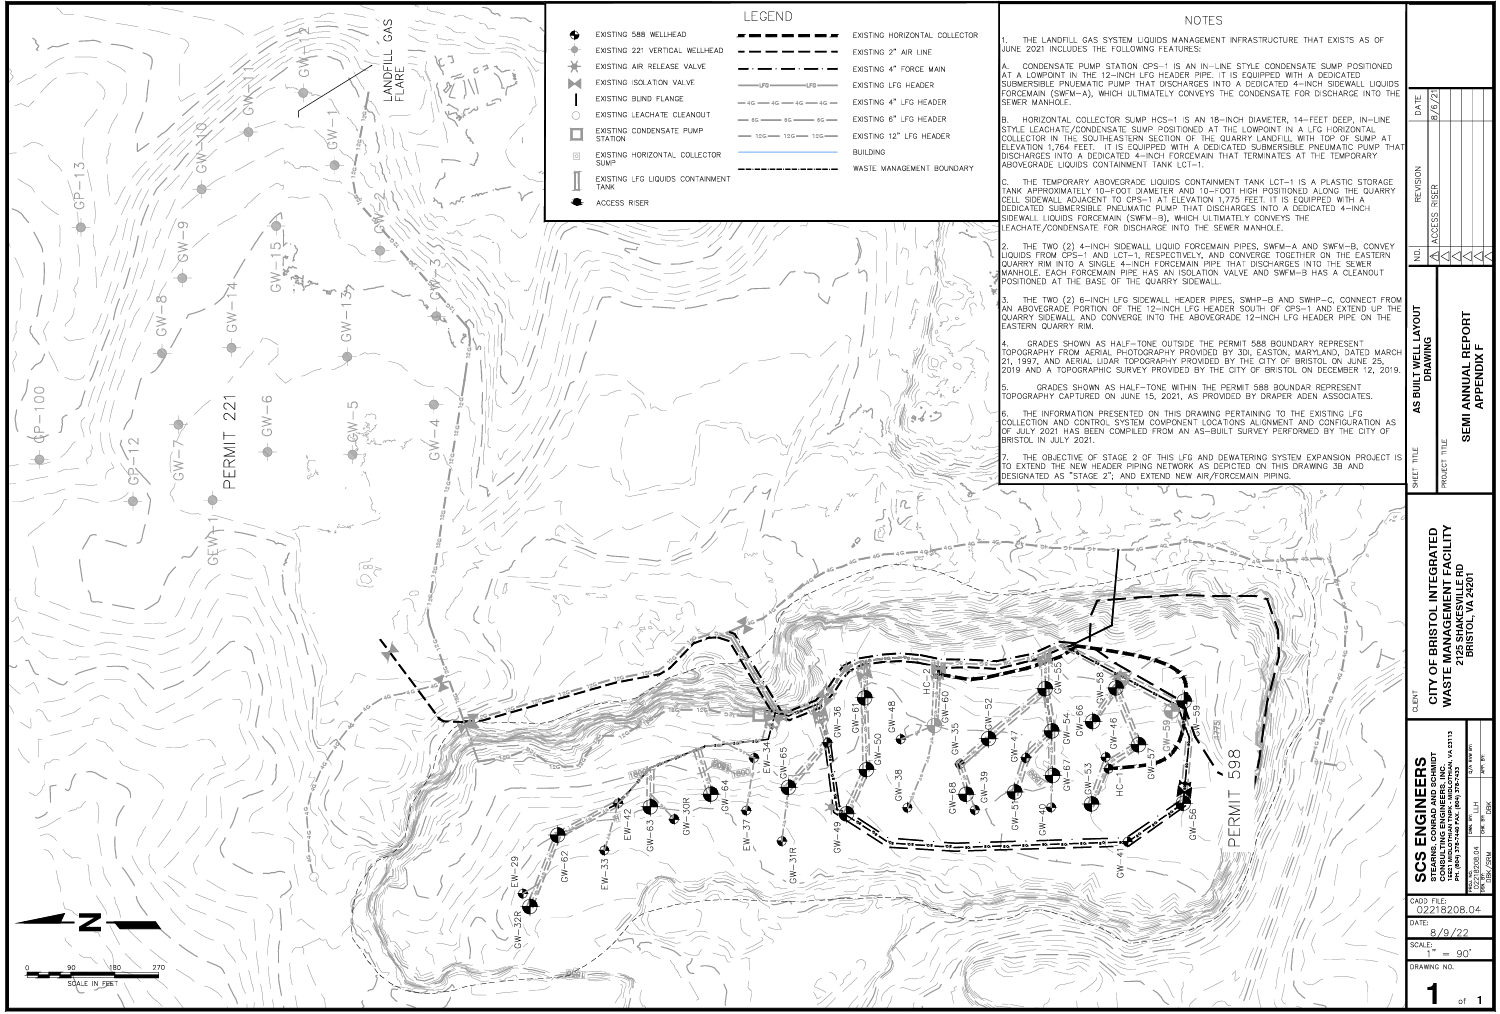 LEGEND
EXISTING 588 WELLHEAD
EXISTING 221 VERTICAL WELLHEAD
EXISTING AIR RELEASE VALVE
EXISTING ISOLATION VALVE
EXISTING BLIND FLANGE
EXISTING LEACHATE CLEANOUT
EXISTING CONDENSATE PUMP
STATION
EXISTING HORIZONTAL COLLECTOR
SUMP
EXISTING LFG LIQUIDS CONTAINMENT
TANK
ACCESS RISER
EXISTING HORIZONTAL COLLECTOR
EXISTING 2" AIR LINE
EXISTING 4" FORCE MAIN
LFG LFG EXISTING LFG HEADER
4G 4G 4G 4G EXISTING 4" LFG HEADER
6G 6G 6G EXISTING 6" LFG HEADER
12G 12G 12G EXISTING 12" LFG HEADER
BUILDING
WASTE MANAGEMENT BOUNDARY
NOTES
1. THE LANDFILL GAS SYSTEM LIQUIDS MANAGEMENT INFRASTRUCTURE THAT EXISTS AS OF
JUNE 2021 INCLUDES THE FOLLOWING FEATURES:
A. CONDENSATE PUMP STATION CPS-1 IS AN IN-LINE STYLE CONDENSATE SUMP POSITIONED
AT A LOWPOINT IN THE 12-INCH LFG HEADER PIPE. IT IS EQUIPPED WITH A DEDICATED
SUBMERSIBLE PNEUMATIC PUMP THAT DISCHARGES INTO A DEDICATED 4-INCH SIDEWALL LIQUIDS
FORCEMAIN (SWFM-A), WHICH ULTIMATELY CONVEYS THE CONDENSATE FOR DISCHARGE INTO THE
SEWER MANHOLE.
B. HORIZONTAL COLLECTOR SUMP HCS-1 IS AN 18-INCH DIAMETER, 14-FEET DEEP, IN-LINE
STYLE LEACHATE/CONDENSATE SUMP POSITIONED AT THE LOWPOINT IN A LFG HORIZONTAL
COLLECTOR IN THE SOUTHEASTERN SECTION OF THE QUARRY LANDFILL WITH TOP OF SUMP AT
ELEVATION 1,764 FEET. IT IS EQUIPPED WITH A DEDICATED SUBMERSIBLE PNEUMATIC PUMP THAT
DISCHARGES INTO A DEDICATED 4-INCH FORCEMAIN THAT TERMINATES AT THE TEMPORARY
ABOVEGRADE LIQUIDS CONTAINMENT TANK LCT-1.
C. THE TEMPORARY ABOVEGRADE LIQUIDS CONTAINMENT TANK LCT-1 IS A PLASTIC STORAGE
TANK APPROXIMATELY 10-FOOT DIAMETER AND 10-FOOT HIGH POSITIONED ALONG THE QUARRY
CELL SIDEWALL ADJACENT TO CPS-1 AT ELEVATION 1,775 FEET. IT IS EQUIPPED WITH A
DEDICATED SUBMERSIBLE PNEUMATIC PUMP THAT DISCHARGES INTO A DEDICATED 4-INCH
SIDEWALL LIQUIDS FORCEMAIN (SWFM-B), WHICH ULTIMATELY CONVEYS THE
LEACHATE/CONDENSATE FOR DISCHARGE INTO THE SEWER MANHOLE.
2. THE TWO (2) 4-INCH SIDEWALL LIQUID FORCEMAIN PIPES, SWFM-A AND SWFM-B, CONVEY
LIQUIDS FROM CPS-1 AND LCT-1, RESPECTIVELY, AND CONVERGE TOGETHER ON THE EASTERN
QUARRY RIM INTO A SINGLE 4-INCH FORCEMAIN PIPE THAT DISCHARGES INTO THE SEWER
MANHOLE. EACH FORCEMAIN PIPE HAS AN ISOLATION VALVE AND SWFM-B HAS A CLEANOUT
POSITIONED AT THE BASE OF THE QUARRY SIDEWALL.
3. THE TWO (2) 6-INCH LFG SIDEWALL HEADER PIPES, SWHP-B AND SWHP-C, CONNECT FROM
AN ABOVEGRADE PORTION OF THE 12-INCH LFG HEADER SOUTH OF CPS-1 AND EXTEND UP THE
QUARRY SIDEWALL AND CONVERGE INTO THE ABOVEGRADE 12-INCH LFG HEADER PIPE ON THE
EASTERN QUARRY RIM.
4. GRADES SHOWN AS HALF-TONE OUTSIDE THE PERMIT 588 BOUNDARY REPRESENT
TOPOGRAPHY FROM AERIAL PHOTOGRAPHY PROVIDED BY 3DI, EASTON, MARYLAND, DATED MARCH
21, 1997, AND AERIAL LIDAR TOPOGRAPHY PROVIDED BY THE CITY OF BRISTOL ON JUNE 25,
2019 AND A TOPOGRAPHIC SURVEY PROVIDED BY THE CITY OF BRISTOL ON DECEMBER 12, 2019.
5. GRADES SHOWN AS HALF-TONE WITHIN THE PERMIT 588 BOUNDAR REPRESENT
TOPOGRAPHY CAPTURED ON JUNE 15, 2021, AS PROVIDED BY DRAPER ADEN ASSOCIATES.
6. THE INFORMATION PRESENTED ON THIS DRAWING PERTAINING TO THE EXISTING LFG
COLLECTION AND CONTROL SYSTEM COMPONENT LOCATIONS ALIGNMENT AND CONFIGURATION AS
OF JULY 2021 HAS BEEN COMPILED FROM AN AS-BUILT SURVEY PERFORMED BY THE CITY OF
BRISTOL IN JULY 2021.
7. THE OBJECTIVE OF STAGE 2 OF THIS LFG AND DEWATERING SYSTEM EXPANSION PROJECT IS
TO EXTEND THE NEW HEADER PIPING NETWORK AS DEPICTED ON THIS DRAWING 3B AND
DESIGNATED AS "STAGE 2"; AND EXTEND NEW AIR/FORCEMAIN PIPING.
LANDFILL GAS
FLARE
GW-12
GW-11
GW-1
GW-10
GP-13
GW-2
GW-9
GW-15
GW-3
GW-8
GW-14
GW-13
GP-100
GW-6
GW-5
GW-4
GW-7
GP-12
PERMIT 221
GEW-1
HC-2
GW-60
GW-61
GW-36
GW-48
GW-50
GW-35
GW-52
GW-55
GW-58
GW-66
GW-54
GW-46
GW-59
GW-59
GW-47
GW-67
GW-53
GW-57
HC-1
GW-38
GW-68
GW-39
GW-51
GW-40
GW-41
GW-56
GW-49
EW-34
GW-65
GW-64
GW-30R
EW-37
GW-31R
GW-63
EW-42
EW-33
GW-62
EW-29
GW-32R
PERMIT 598
N
0 90 180 270
SCALE IN FEET
NO. REVISION DATE
ACCESS RISER 8/6/21
SHEET TITLE
AS BUILT WELL LAYOUT
DRAWING
PROJECT TITLE
SEMI ANNUAL REPORT
APPENDIX F
CLIENT
CITY OF BRISTOL INTEGRATED
WASTE MANAGEMENT FACILITY
2125 SHAKESVILLE RD
BRISTOL, VA 24201
SCS ENGINEERS
STEARNS, CONRAD AND SCHMIDT
CONSULTING ENGINEERS, INC.
15521 MIDLOTHIAN TNPK - MIDLOTHIAN, VA 23113
PH. (804) 378-7440 FAX. (804) 378-7433
PROJ. NO. 02218208.04
DWN. BY: LLH
DSN. BY: DBK/SRM
CHK. BY: DBK
APP. BY:
CADD FILE:
02218208.04
DATE:
8/9/22
SCALE:
1" = 90'
DRAWING NO.
1 of 1